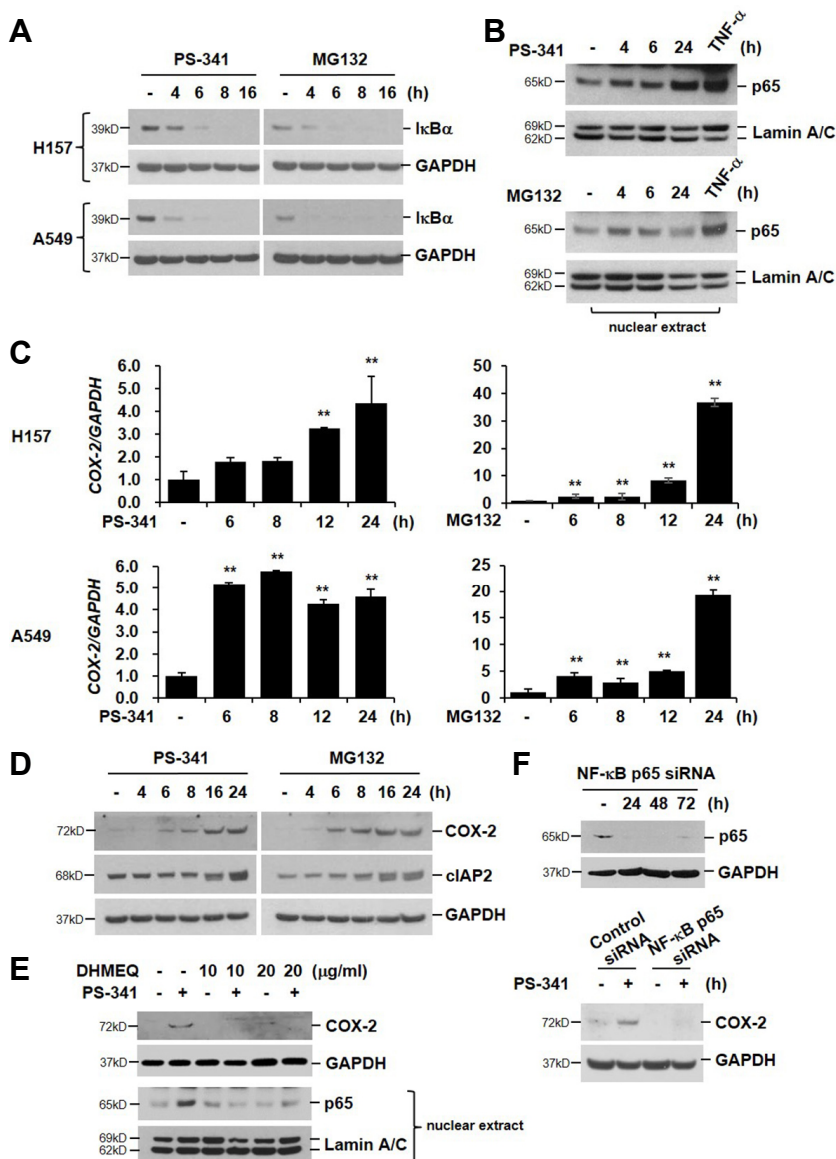 A
PS-341 MG132
- 4 6 8 16 - 4 6 8 16 (h)
H157
39kD IκBα
37kD GAPDH
A549
39kD IκBα
37kD GAPDH
B
PS-341 - 4 6 24 TNF-α (h)
65kD p65
69kD
62kD Lamin A/C
MG132 - 4 6 24 TNF-α (h)
65kD p65
69kD
62kD Lamin A/C
nuclear extract
C
H157
COX-2/GAPDH
6.0
5.0
4.0
3.0
2.0
1.0
0.0
** **
PS-341 - 6 8 12 24 (h)
50
40
30
20
10
0
** ** ** **
MG132 - 6 8 12 24 (h)
A549
COX-2/GAPDH
6.0
5.0
4.0
3.0
2.0
1.0
0.0
** ** ** **
PS-341 - 6 8 12 24 (h)
25
20
15
10
5
0
** ** ** **
MG132 - 6 8 12 24 (h)
D
PS-341 MG132
- 4 6 8 16 24 - 4 6 8 16 24 (h)
72kD COX-2
68kD cIAP2
37kD GAPDH
E
DHMEQ - - 10 10 20 20 (μg/ml)
PS-341 - + - + - +
72kD COX-2
37kD GAPDH
65kD p65
69kD
62kD Lamin A/C
nuclear extract
F
NF-κB p65 siRNA
- 24 48 72 (h)
65kD p65
37kD GAPDH
Control siRNA NF-κB p65 siRNA
PS-341 - + - + (h)
72kD COX-2
37kD GAPDH